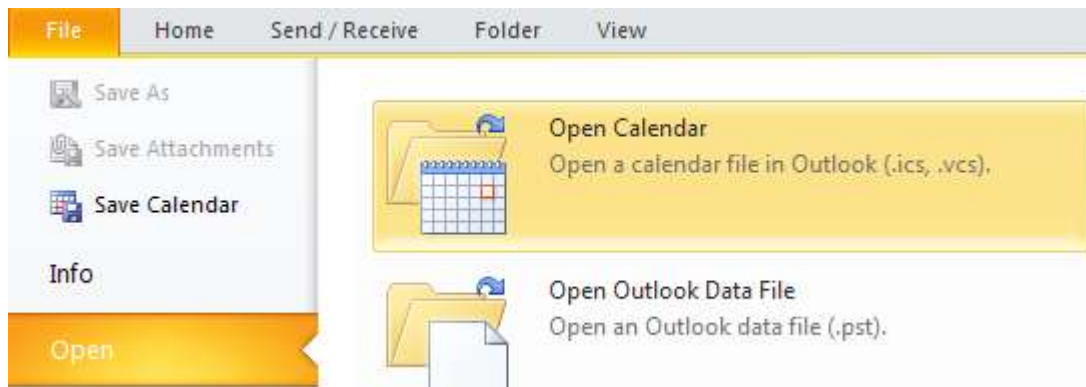 File Home Send / Receive Folder View
Save As
Save Attachments
Save Calendar
Info
Open
Open Calendar
Open a calendar file in Outlook (.ics, .vcs).
Open Outlook Data File
Open an Outlook data file (.pst).